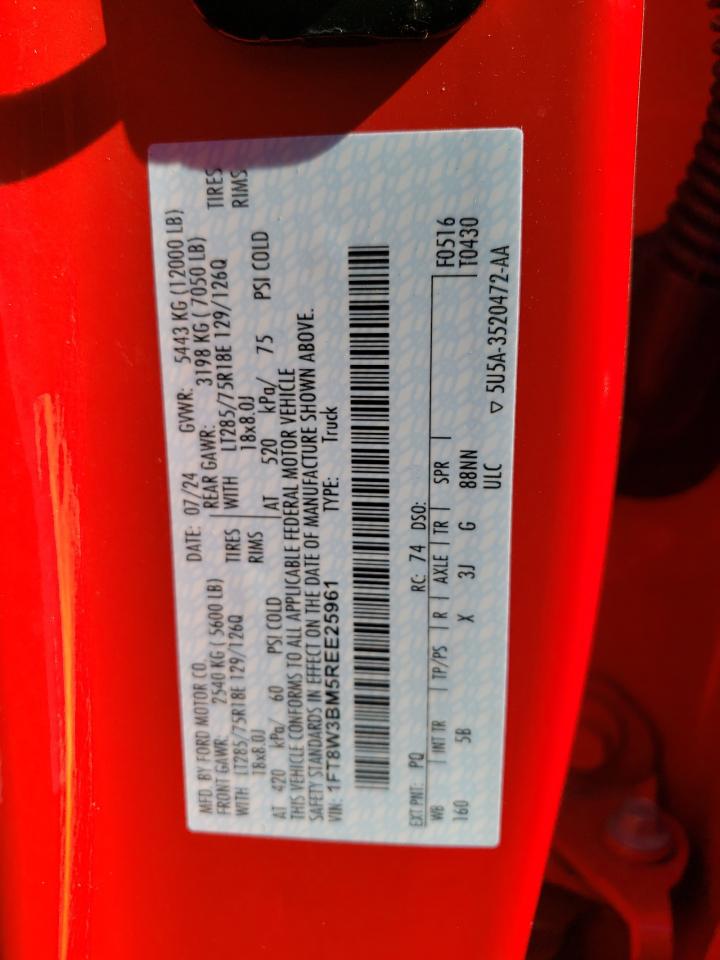 MFD. BY FORD MOTOR CO. DATE: 07/24 GVWR: 5443 KG (12000 LB)
FRONT GAWR: 2540 KG ( 5600 LB) REAR GAWR: 3198 KG ( 7050 LB)
WITH LT285/75R18E 129/126Q TIRES WITH LT285/75R18E 129/126Q TIRES
18x8.0J RIMS 18x8.0J RIMS
AT 420 kPa/ 60 PSI COLD AT 520 kPa/ 75 PSI COLD
THIS VEHICLE CONFORMS TO ALL APPLICABLE FEDERAL MOTOR VEHICLE
SAFETY STANDARDS IN EFFECT ON THE DATE OF MANUFACTURE SHOWN ABOVE.
VIN: 1FT8W3BM5REE25961 TYPE: Truck
EXT PNT: PQ RC: 74 DSO: F0516
WB | INT TR | TP/PS | R | AXLE | TR | SPR | T0430
160 5B X 3J G 88NN
ULC ▽ 5U5A-3520472-AA